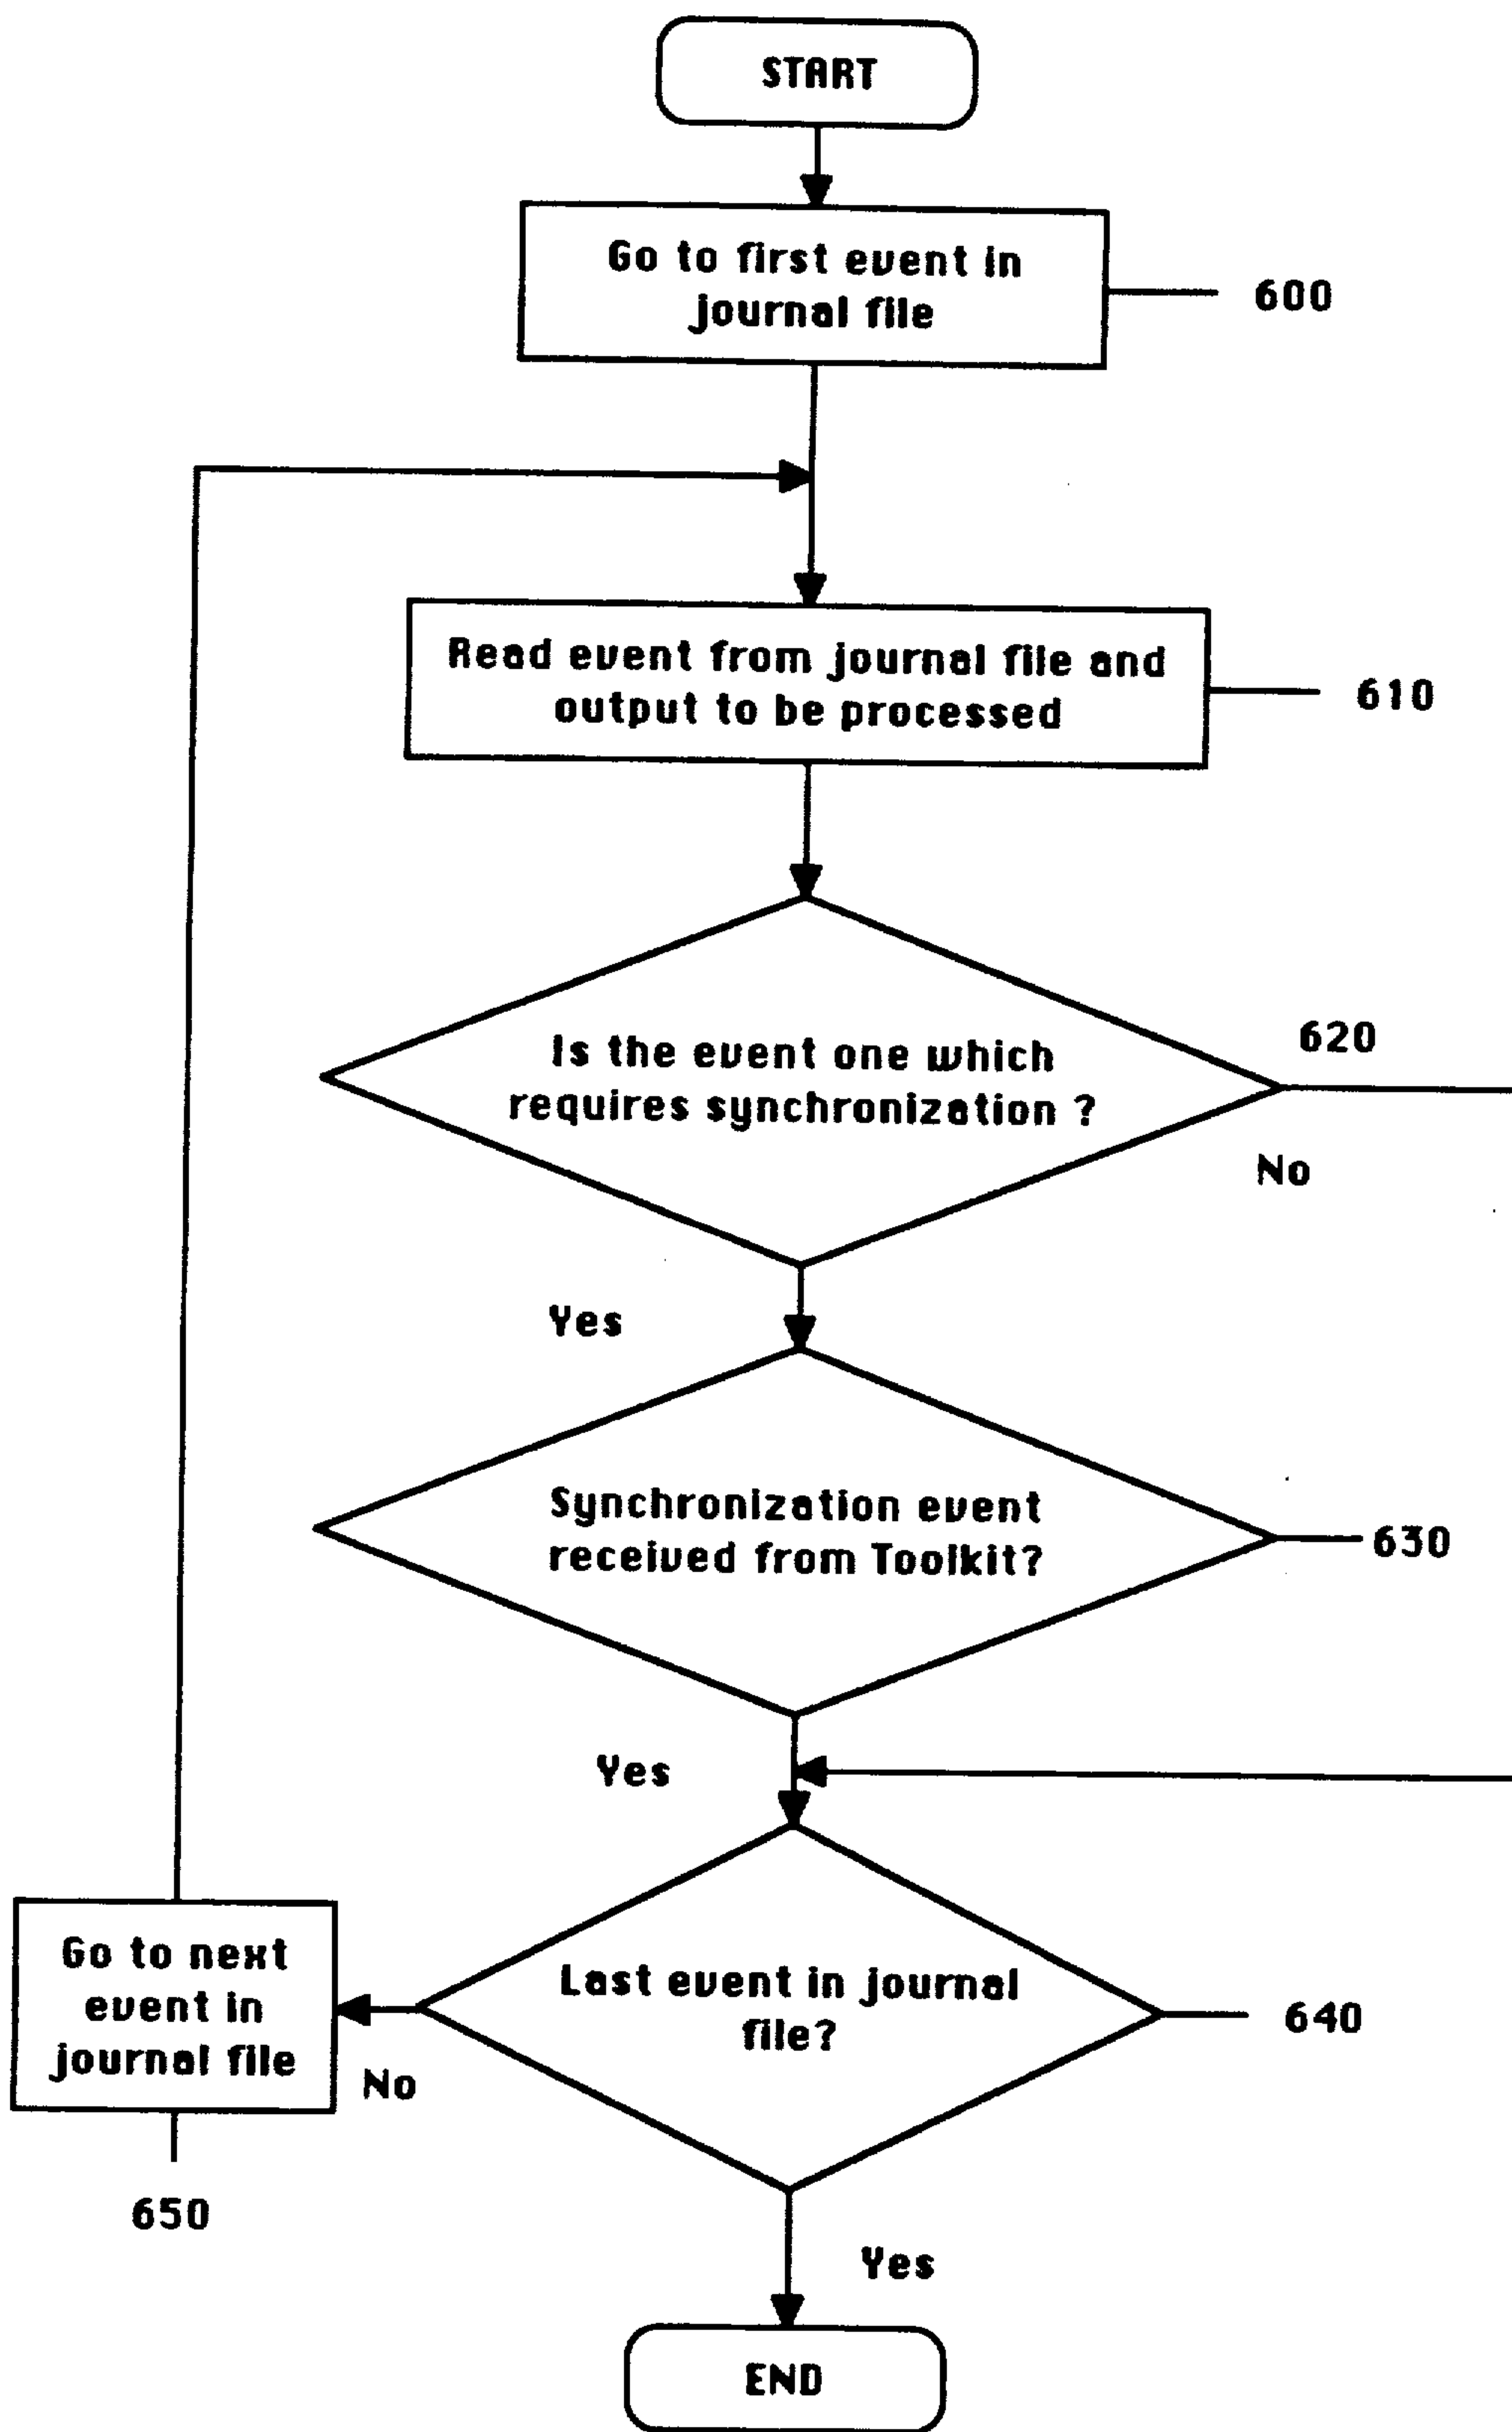 START
Go to first event in
journal file
600
Read event from journal file and
output to be processed
610
Is the event one which
requires synchronization ?
620
No
Yes
Synchronization event
received from Toolkit?
630
Yes
Last event in journal
file?
640
Go to next
event in
journal file
No
650
Yes
END